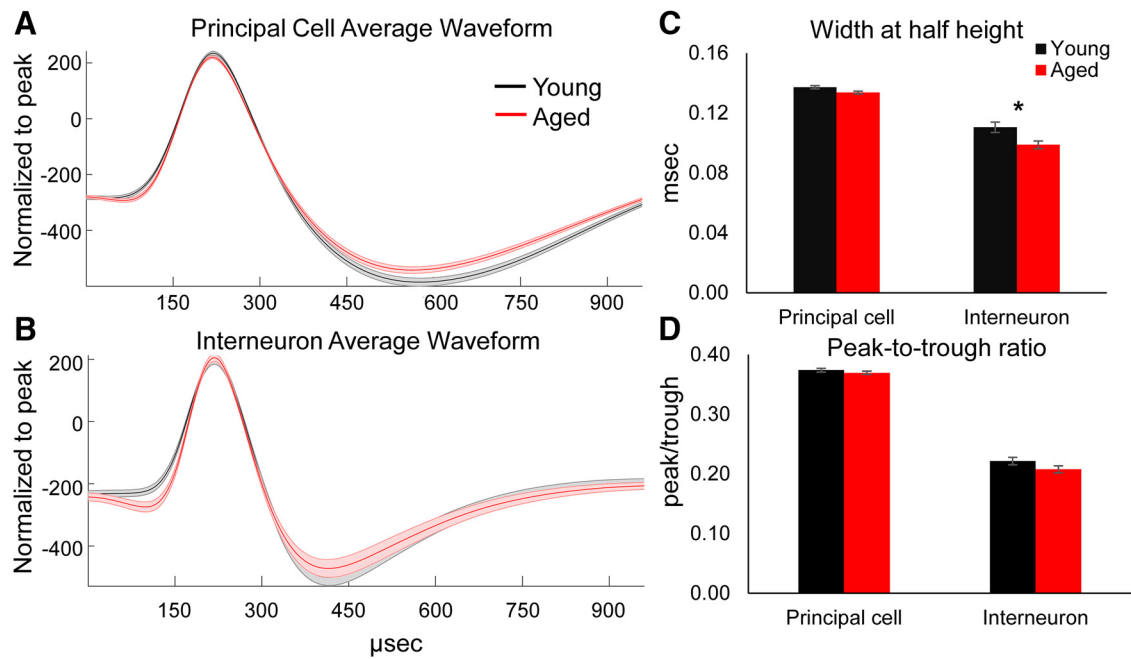 A
Principal Cell Average Waveform
Normalized to peak
200
0
-200
-400
Young
Aged
150
300
450
600
750
900
B
Interneuron Average Waveform
Normalized to peak
200
0
-200
-400
150
300
450
600
750
900
µsec
C
Width at half height
Young
Aged
msec
0.16
0.12
0.08
0.04
0.00
*
Principal cell
Interneuron
D
Peak-to-trough ratio
peak/trough
0.40
0.30
0.20
0.10
0.00
Principal cell
Interneuron